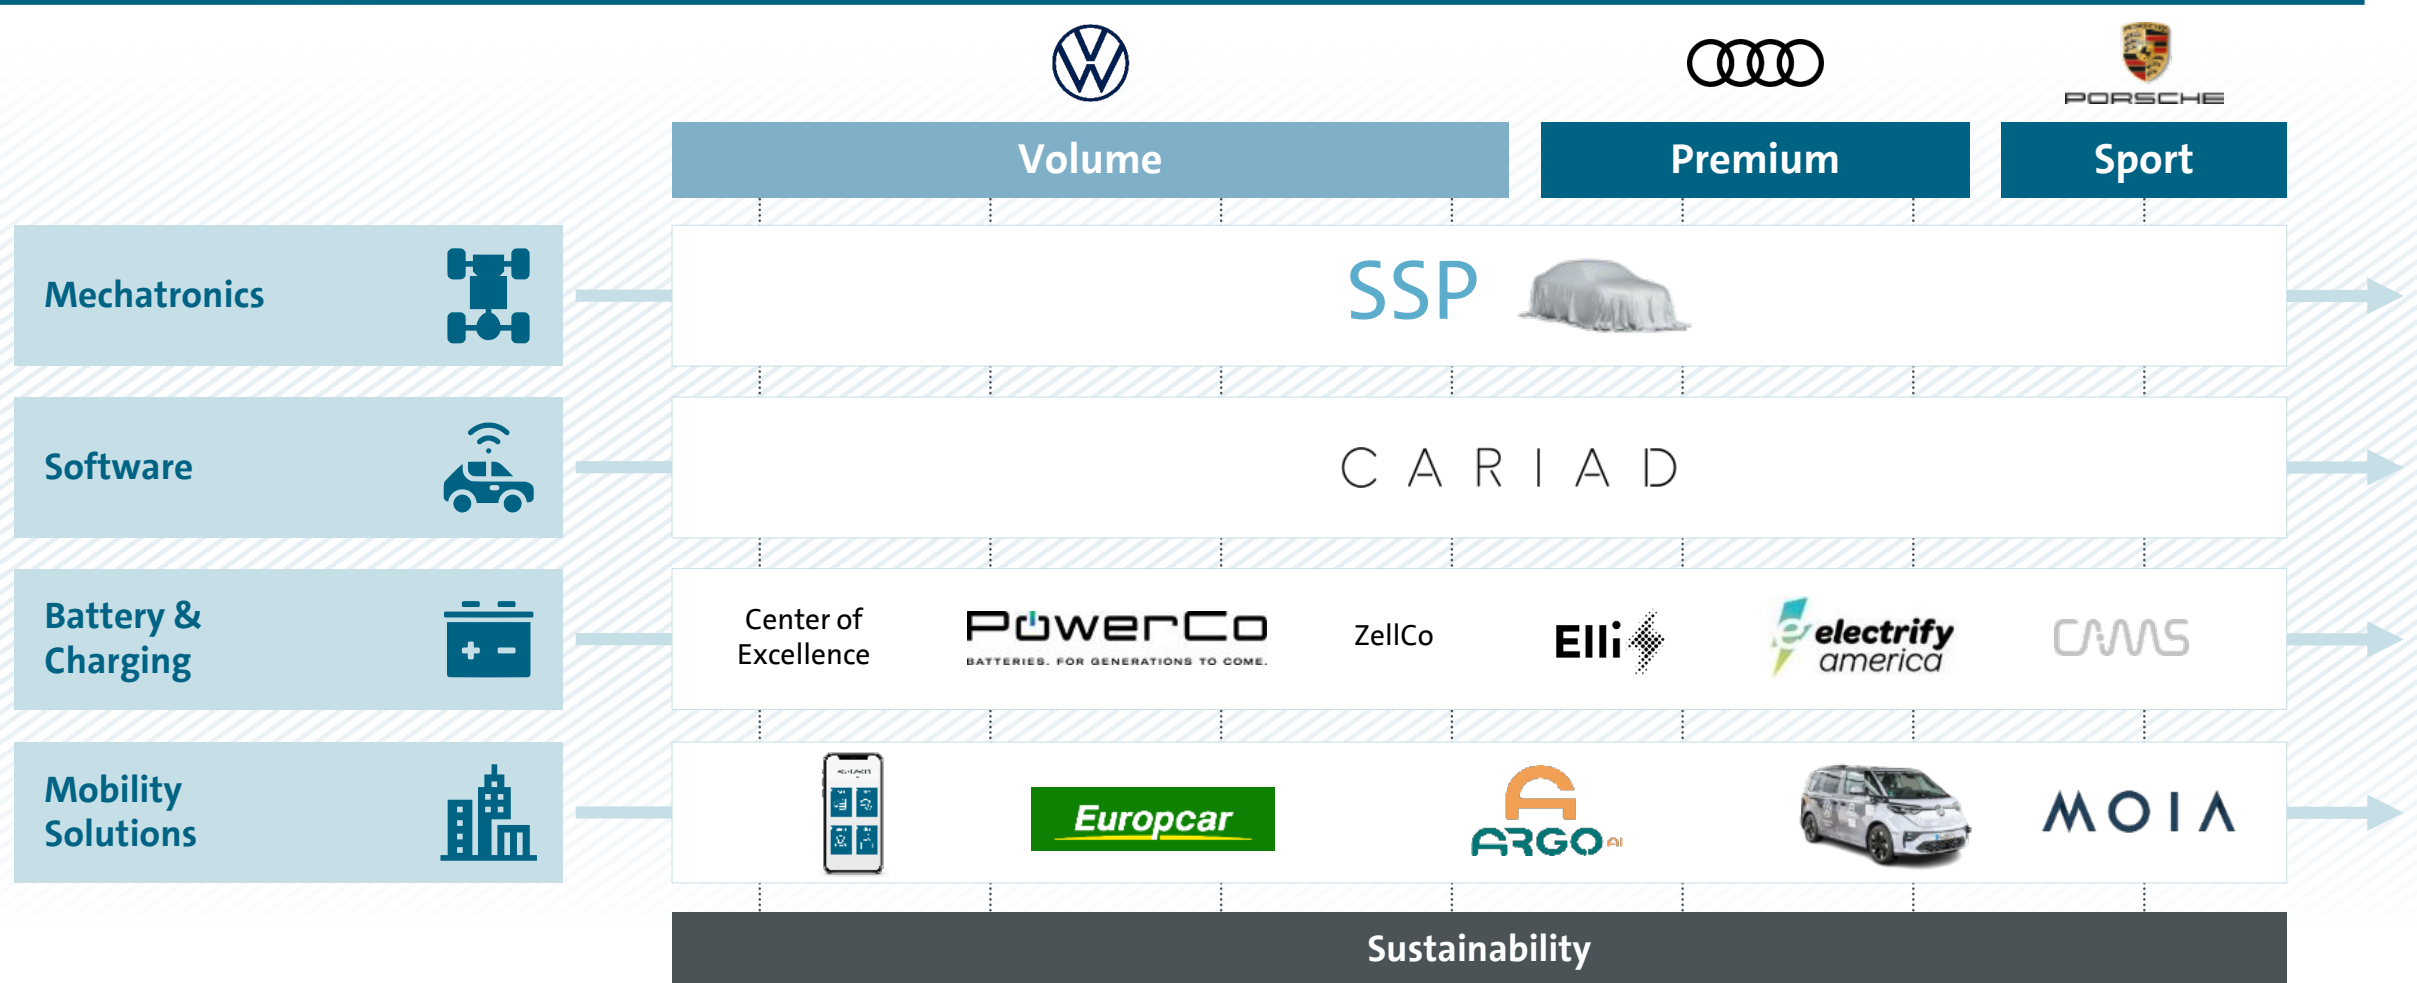 PORSCHE
Volume
Premium
Sport
Mechatronics
SSP
Software
CARIAD
Battery &
Charging
Center of
Excellence
PowerCo
BATTERIES. FOR GENERATIONS TO COME.
ZellCo
Elli
electrify
america
CAMS
Mobility
Solutions
Europcar
ARGO AI
MOIA
Sustainability